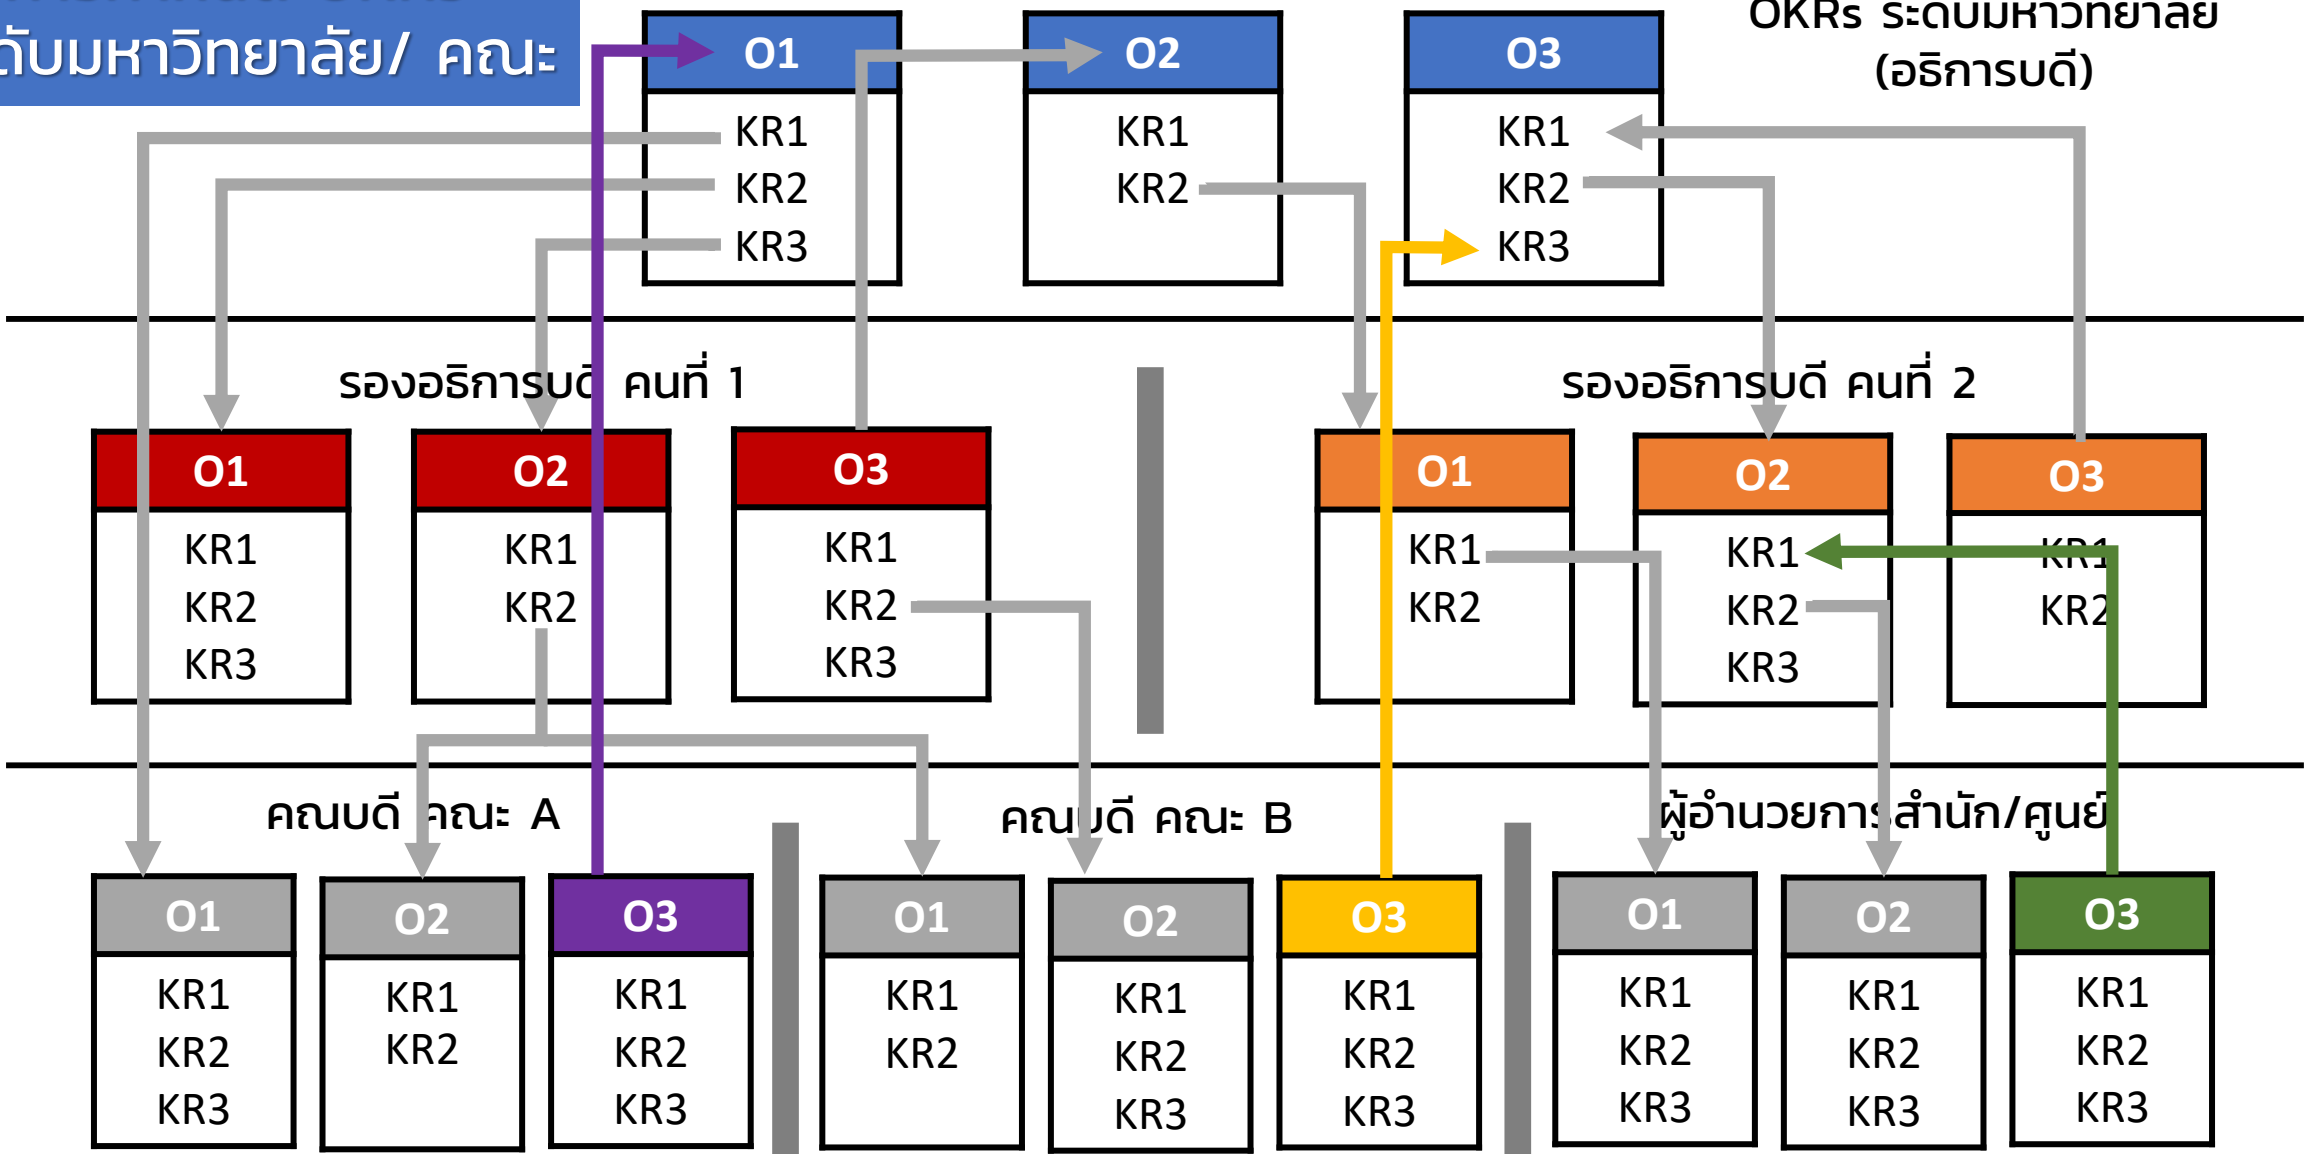 ดับมหาวิทยาลัย/ คณะ
OKRs ระดับมหาวิทยาลัย
(อธิการบดี)
O1
KR1
KR2
KR3
O2
KR1
KR2
O3
KR1
KR2
KR3
รองอธิการบดี คนที่ 1
O1
KR1
KR2
KR3
O2
KR1
KR2
O3
KR1
KR2
KR3
รองอธิการบดี คนที่ 2
O1
KR1
KR2
O2
KR1
KR2
KR3
O3
KR1
KR2
คณบดี คณะ A
O1
KR1
KR2
KR3
O2
KR1
KR2
O3
KR1
KR2
KR3
คณบดี คณะ B
O1
KR1
KR2
O2
KR1
KR2
KR3
O3
KR1
KR2
KR3
ผู้อำนวยการสำนัก/ศูนย์
O1
KR1
KR2
KR3
O2
KR1
KR2
KR3
O3
KR1
KR2
KR3